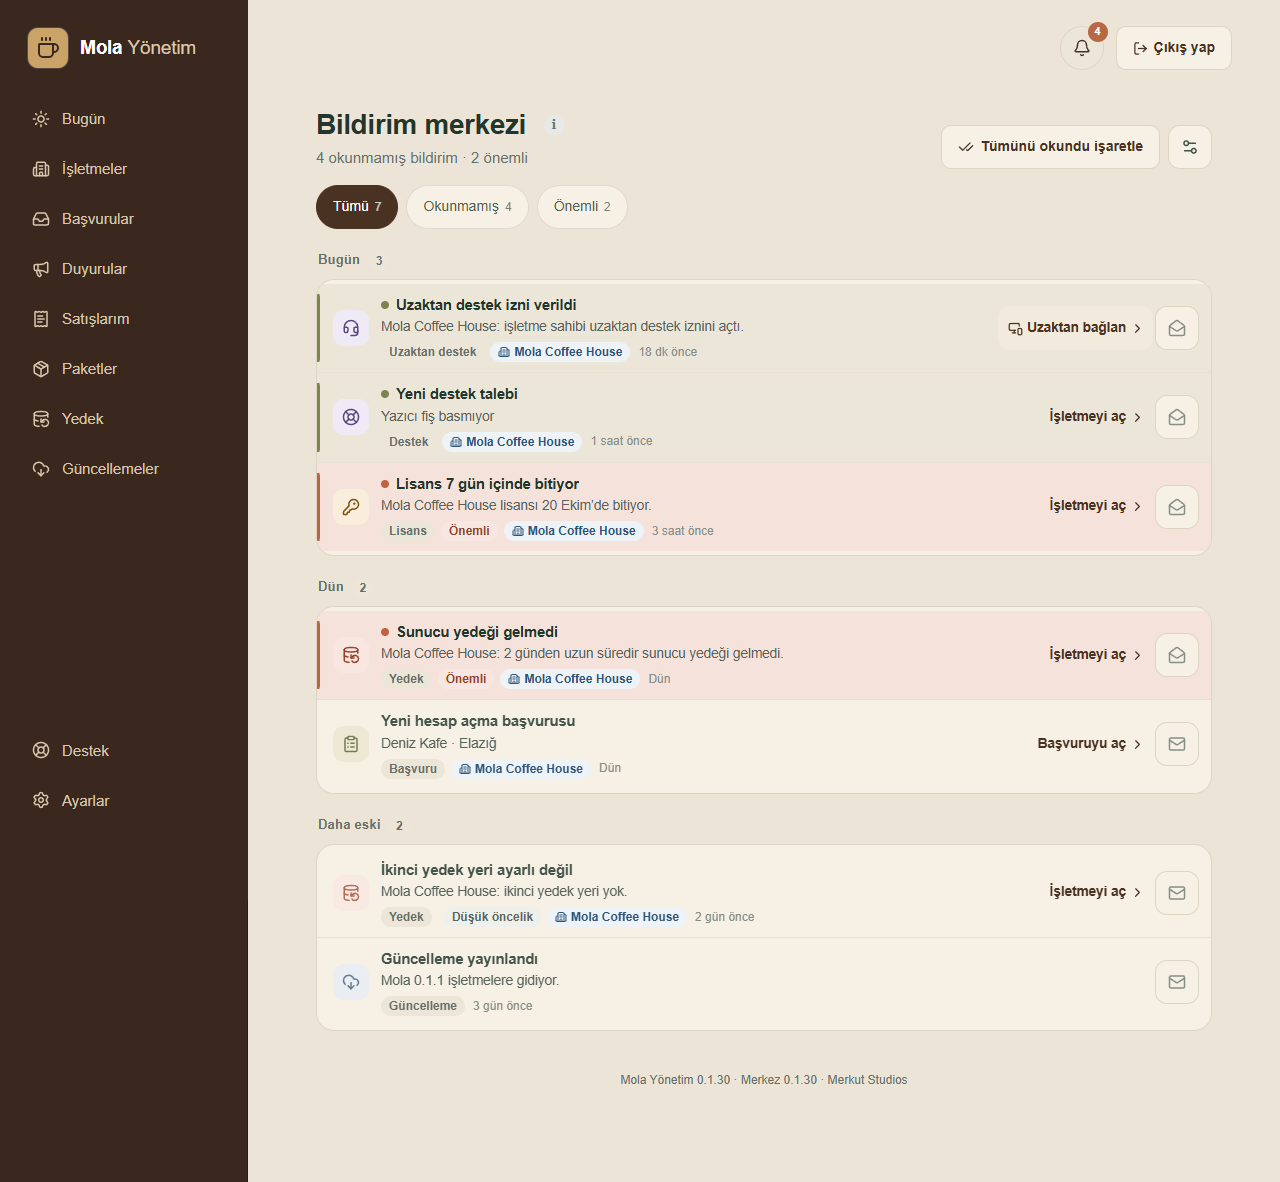 Mola Yönetim
Bugün
İşletmeler
Başvurular
Duyurular
Satışlarım
Paketler
Yedek
Güncellemeler
Destek
Ayarlar
4
Çıkış yap
Bildirim merkezi
i
4 okunmamış bildirim · 2 önemli
Tümünü okundu işaretle
Tümü 7
Okunmamış 4
Önemli 2
Bugün 3
Uzaktan destek izni verildi
Mola Coffee House: işletme sahibi uzaktan destek iznini açtı.
Uzaktan destek Mola Coffee House 18 dk önce
Uzaktan bağlan
Yeni destek talebi
Yazıcı fiş basmıyor
Destek Mola Coffee House 1 saat önce
İşletmeyi aç
Lisans 7 gün içinde bitiyor
Mola Coffee House lisansı 20 Ekim'de bitiyor.
Lisans Önemli Mola Coffee House 3 saat önce
İşletmeyi aç
Dün 2
Sunucu yedeği gelmedi
Mola Coffee House: 2 günden uzun süredir sunucu yedeği gelmedi.
Yedek Önemli Mola Coffee House Dün
İşletmeyi aç
Yeni hesap açma başvurusu
Deniz Kafe · Elazığ
Başvuru Mola Coffee House Dün
Başvuruyu aç
Daha eski 2
İkinci yedek yeri ayarlı değil
Mola Coffee House: ikinci yedek yeri yok.
Yedek Düşük öncelik Mola Coffee House 2 gün önce
İşletmeyi aç
Güncelleme yayınlandı
Mola 0.1.1 işletmelere gidiyor.
Güncelleme 3 gün önce
Mola Yönetim 0.1.30 · Merkez 0.1.30 · Merkut Studios